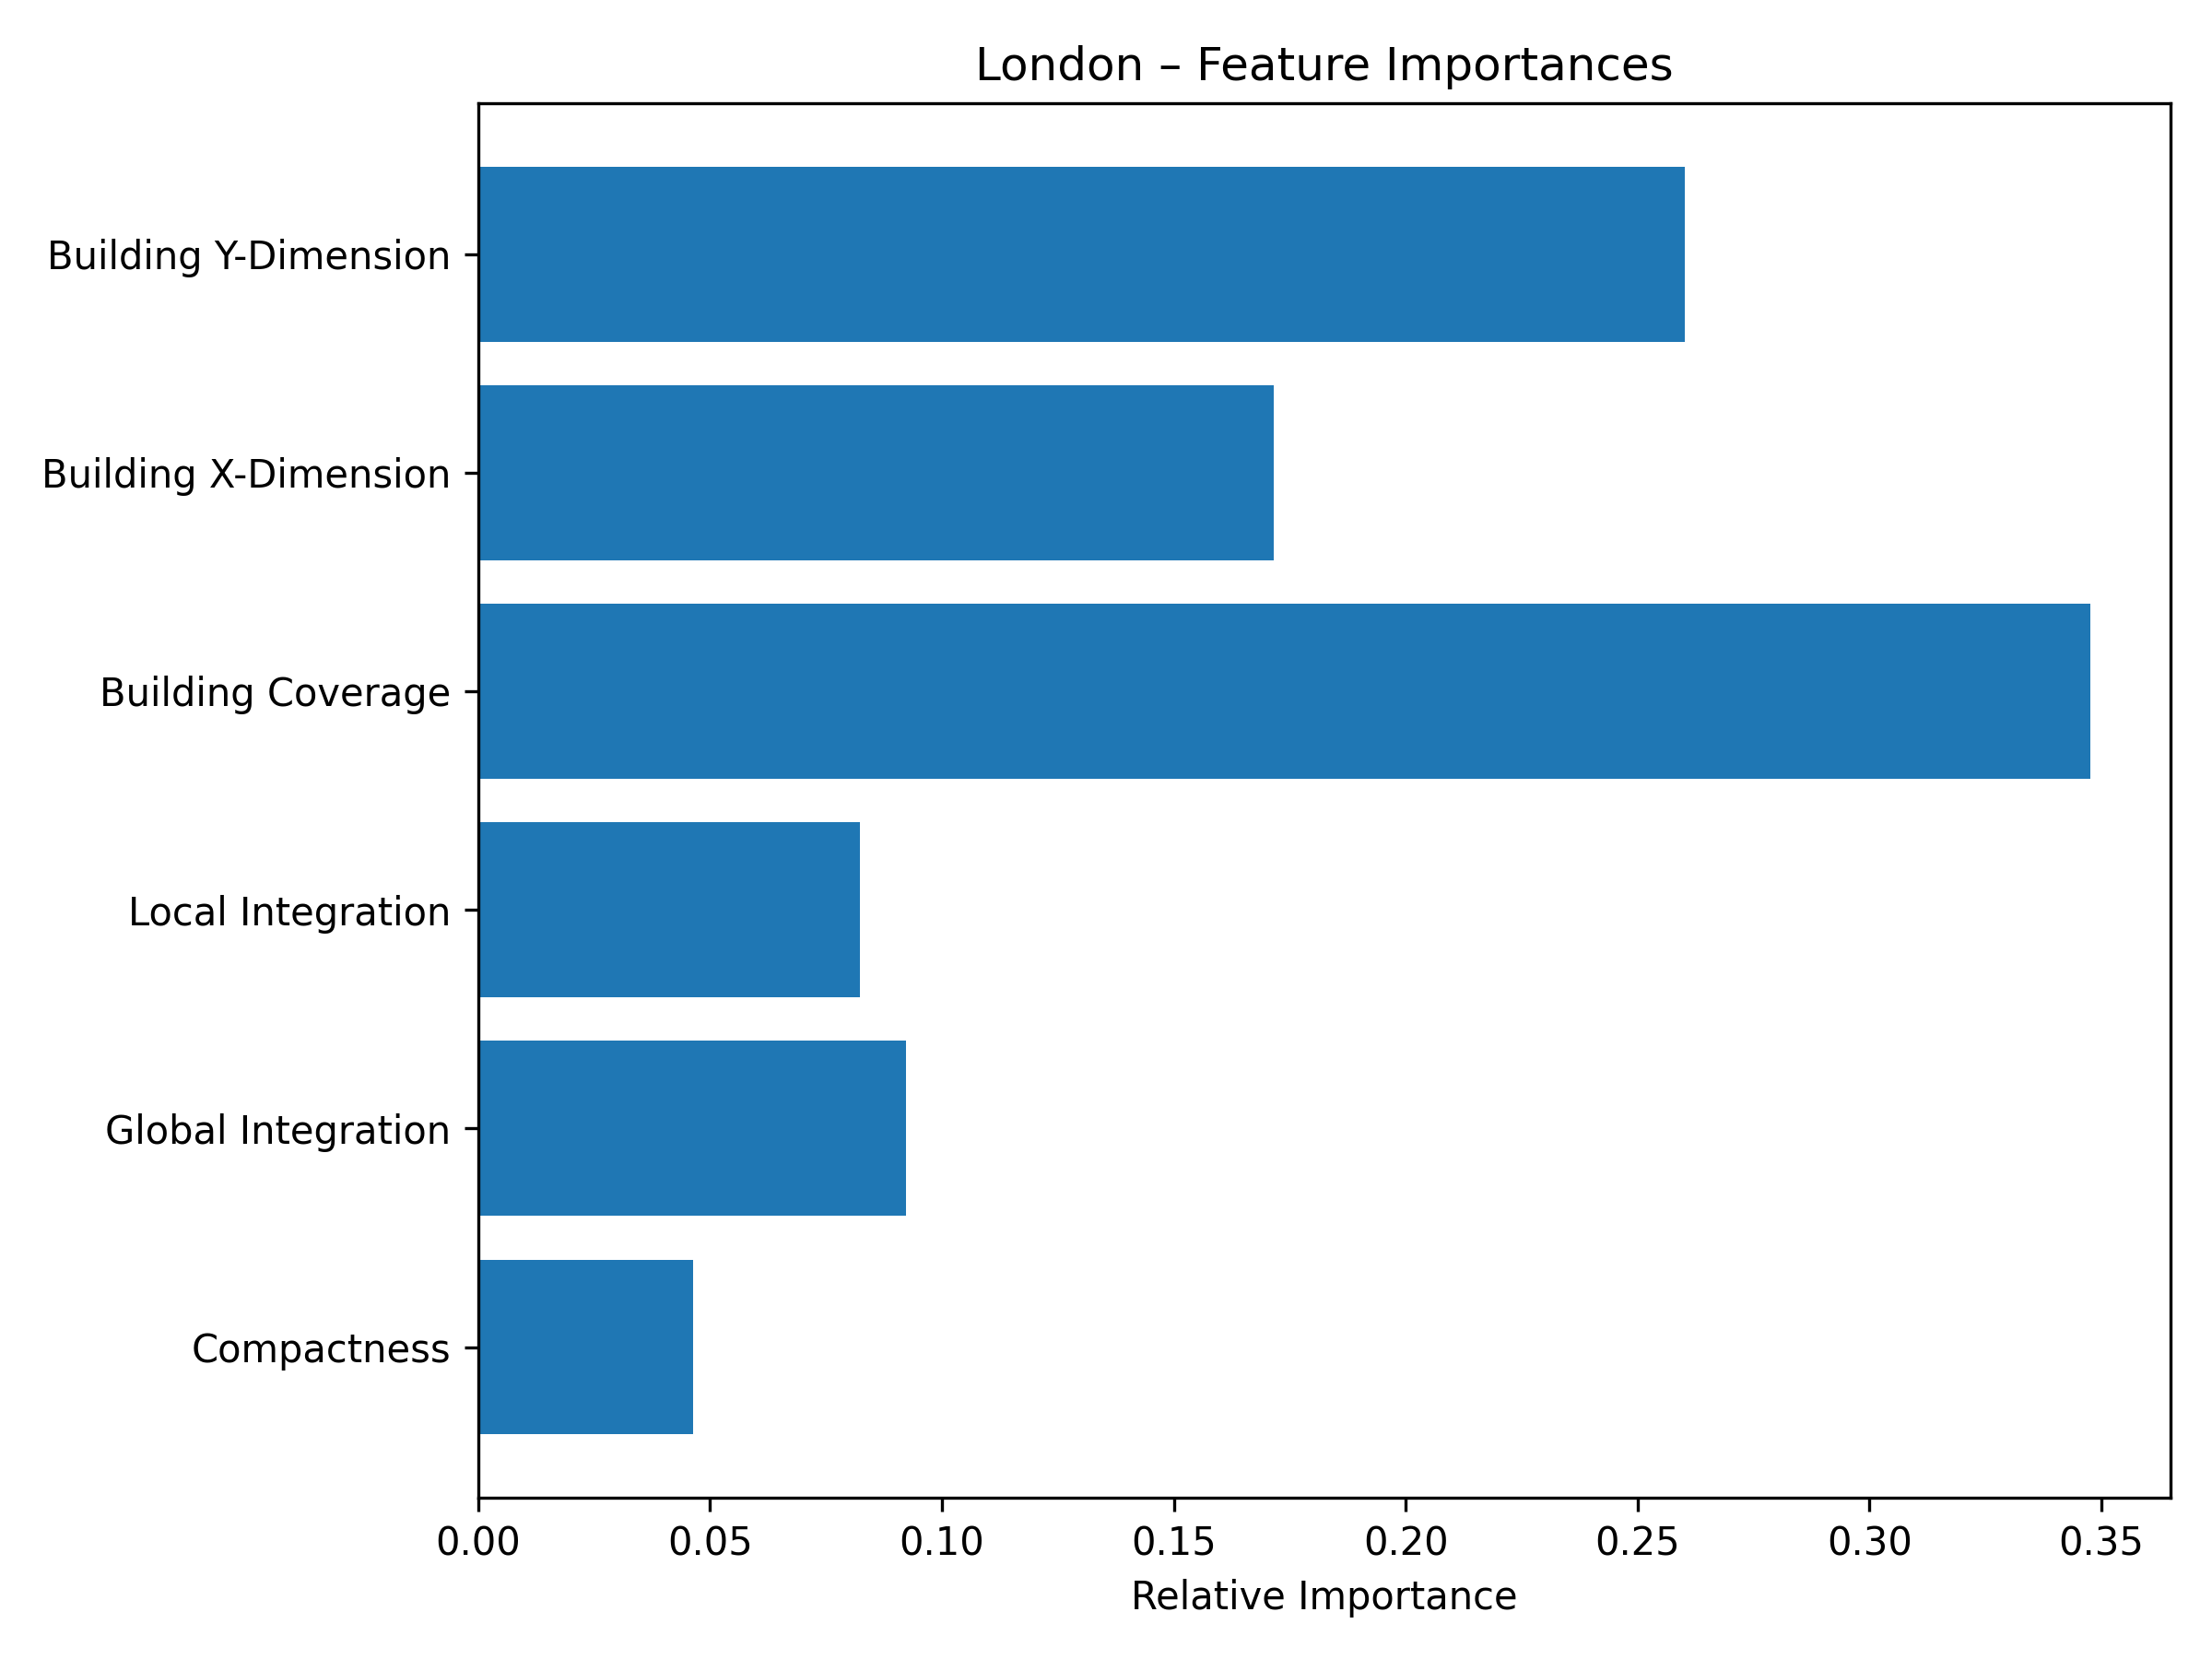 London – Feature Importances
Building Y-Dimension
Building X-Dimension
Building Coverage
Local Integration
Global Integration
Compactness
0.00 0.05 0.10 0.15 0.20 0.25 0.30 0.35
Relative Importance